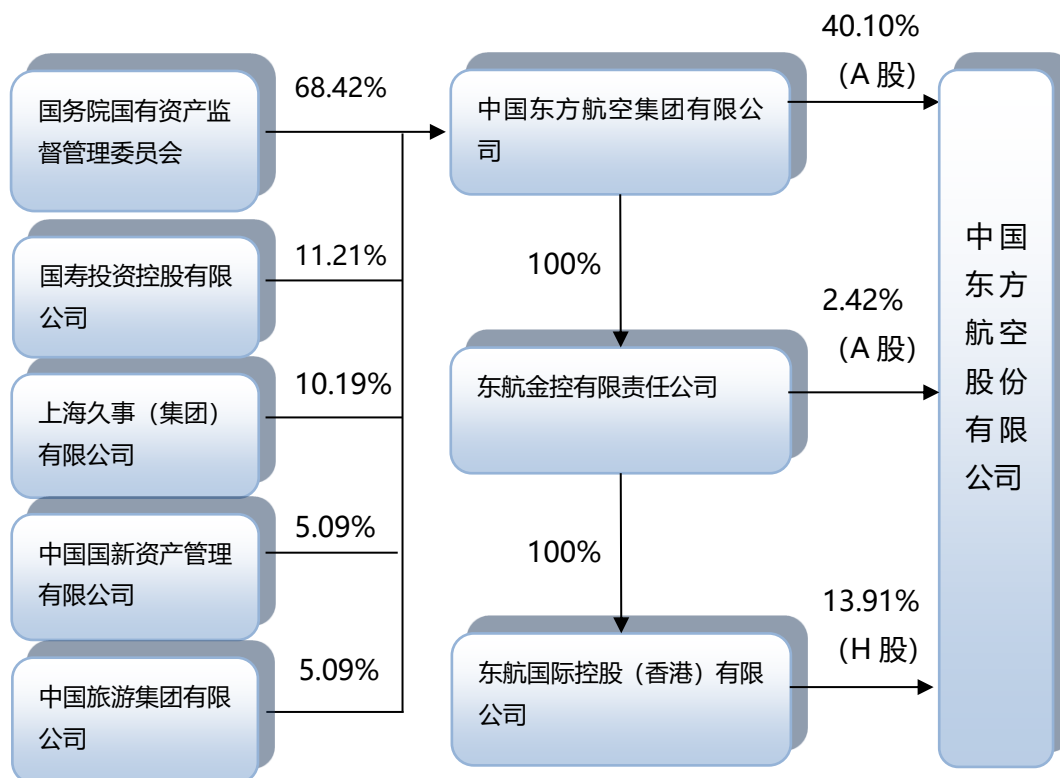 40.10%
(A 股)
国务院国有资产监
督管理委员会
68.42%
中国东方航空集团有限公
司
国寿投资控股有限
公司
11.21%
100%
2.42%
(A 股)
上海久事（集团）
有限公司
10.19%
东航金控有限责任公司
中国国新资产管理
有限公司
5.09%
100%
13.91%
(H 股)
中国旅游集团有限
公司
5.09%
东航国际控股（香港）有限
公司
中国
东方
航空
股份
有限
公司